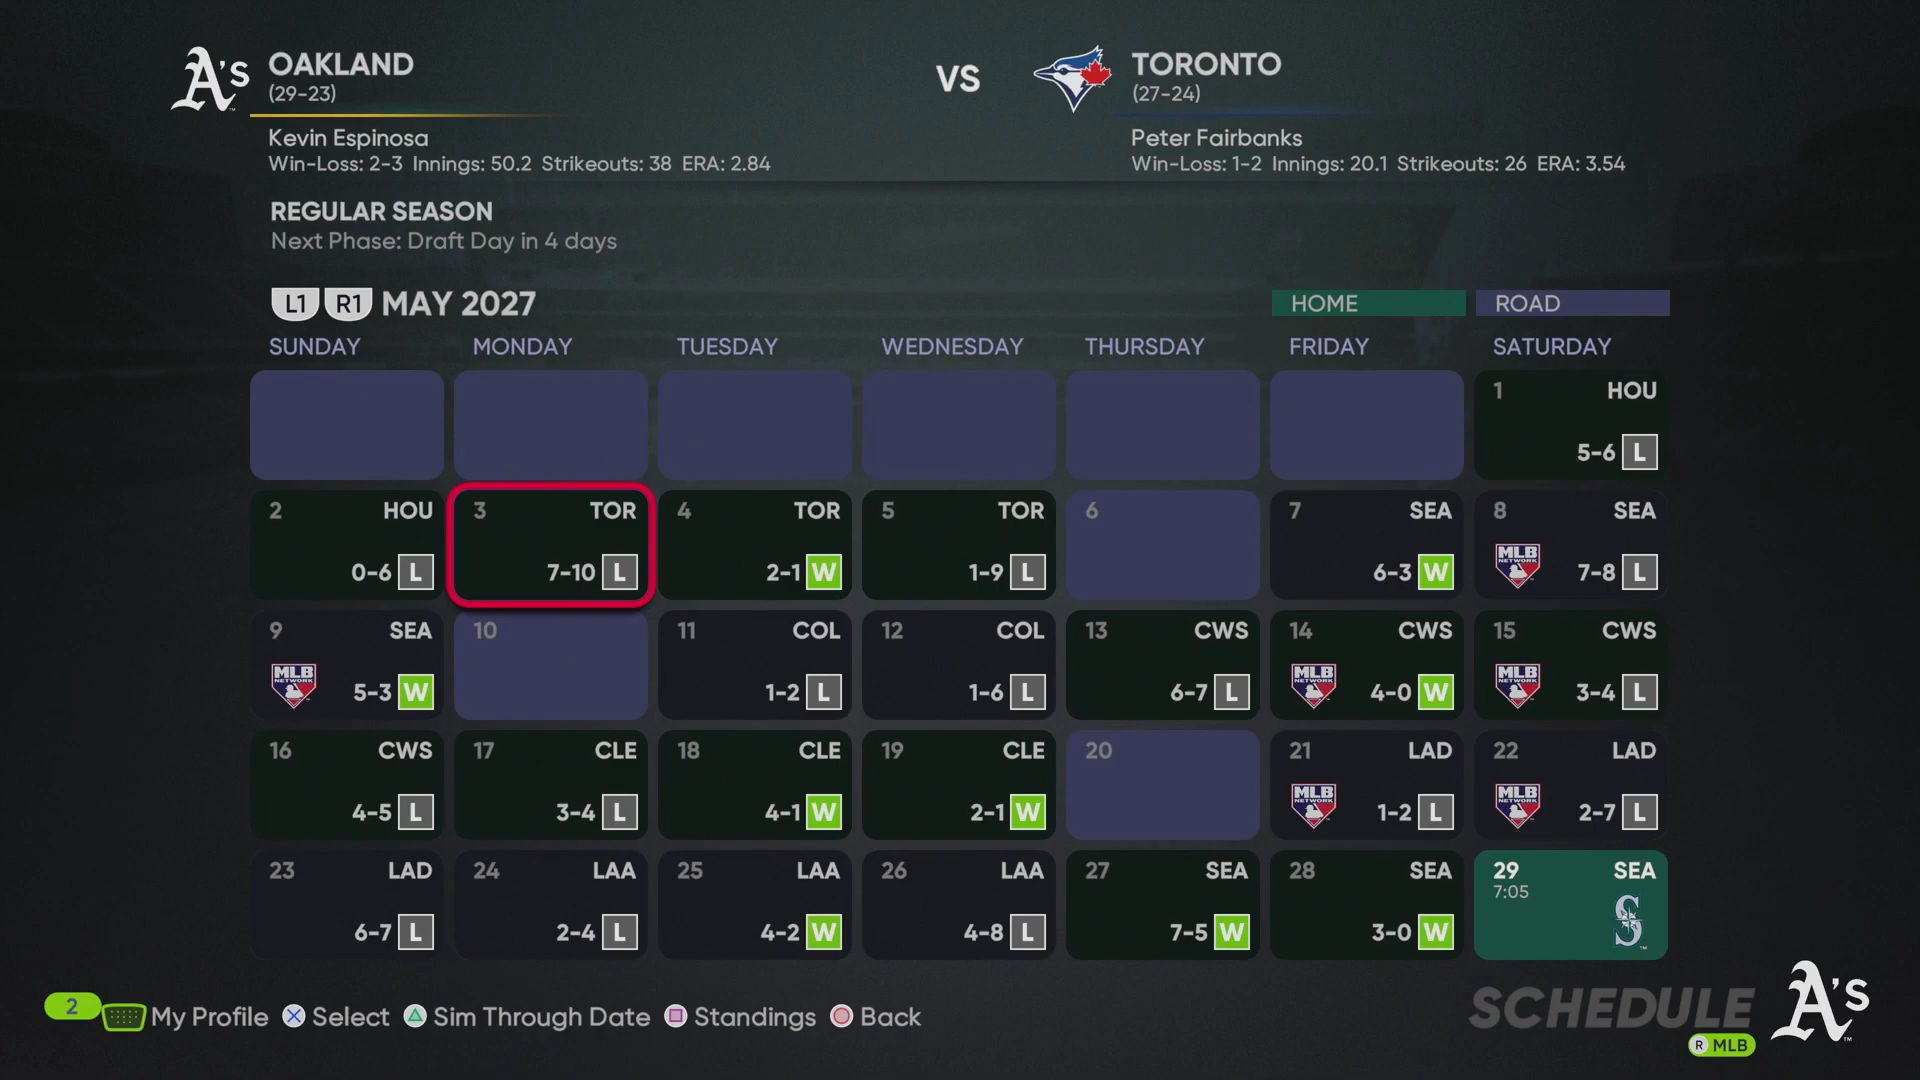 A's OAKLAND
(29-23)
VS
TORONTO
(27-24)
Kevin Espinosa
Win-Loss: 2-3 Innings: 50.2 Strikeouts: 38 ERA: 2.84
Peter Fairbanks
Win-Loss: 1-2 Innings: 20.1 Strikeouts: 26 ERA: 3.54
REGULAR SEASON
Next Phase: Draft Day in 4 days
L1 R1 MAY 2027
HOME ROAD
SUNDAY MONDAY TUESDAY WEDNESDAY THURSDAY FRIDAY SATURDAY
1 HOU
5-6 L
2 HOU 3 TOR 4 TOR 5 TOR 6 7 SEA 8 SEA
0-6 L 7-10 L 2-1 W 1-9 L 6-3 W MLB NETWORK 7-8 L
9 SEA 10 11 COL 12 COL 13 CWS 14 CWS 15 CWS
MLB NETWORK 5-3 W 1-2 L 1-6 L 6-7 L MLB NETWORK 4-0 W MLB NETWORK 3-4 L
16 CWS 17 CLE 18 CLE 19 CLE 20 21 LAD 22 LAD
4-5 L 3-4 L 4-1 W 2-1 W MLB NETWORK 1-2 L MLB NETWORK 2-7 L
23 LAD 24 LAA 25 LAA 26 LAA 27 SEA 28 SEA 29 SEA
7:05
6-7 L 2-4 L 4-2 W 4-8 L 7-5 W 3-0 W S
2 My Profile Select Sim Through Date Standings Back
SCHEDULE A's
R MLB